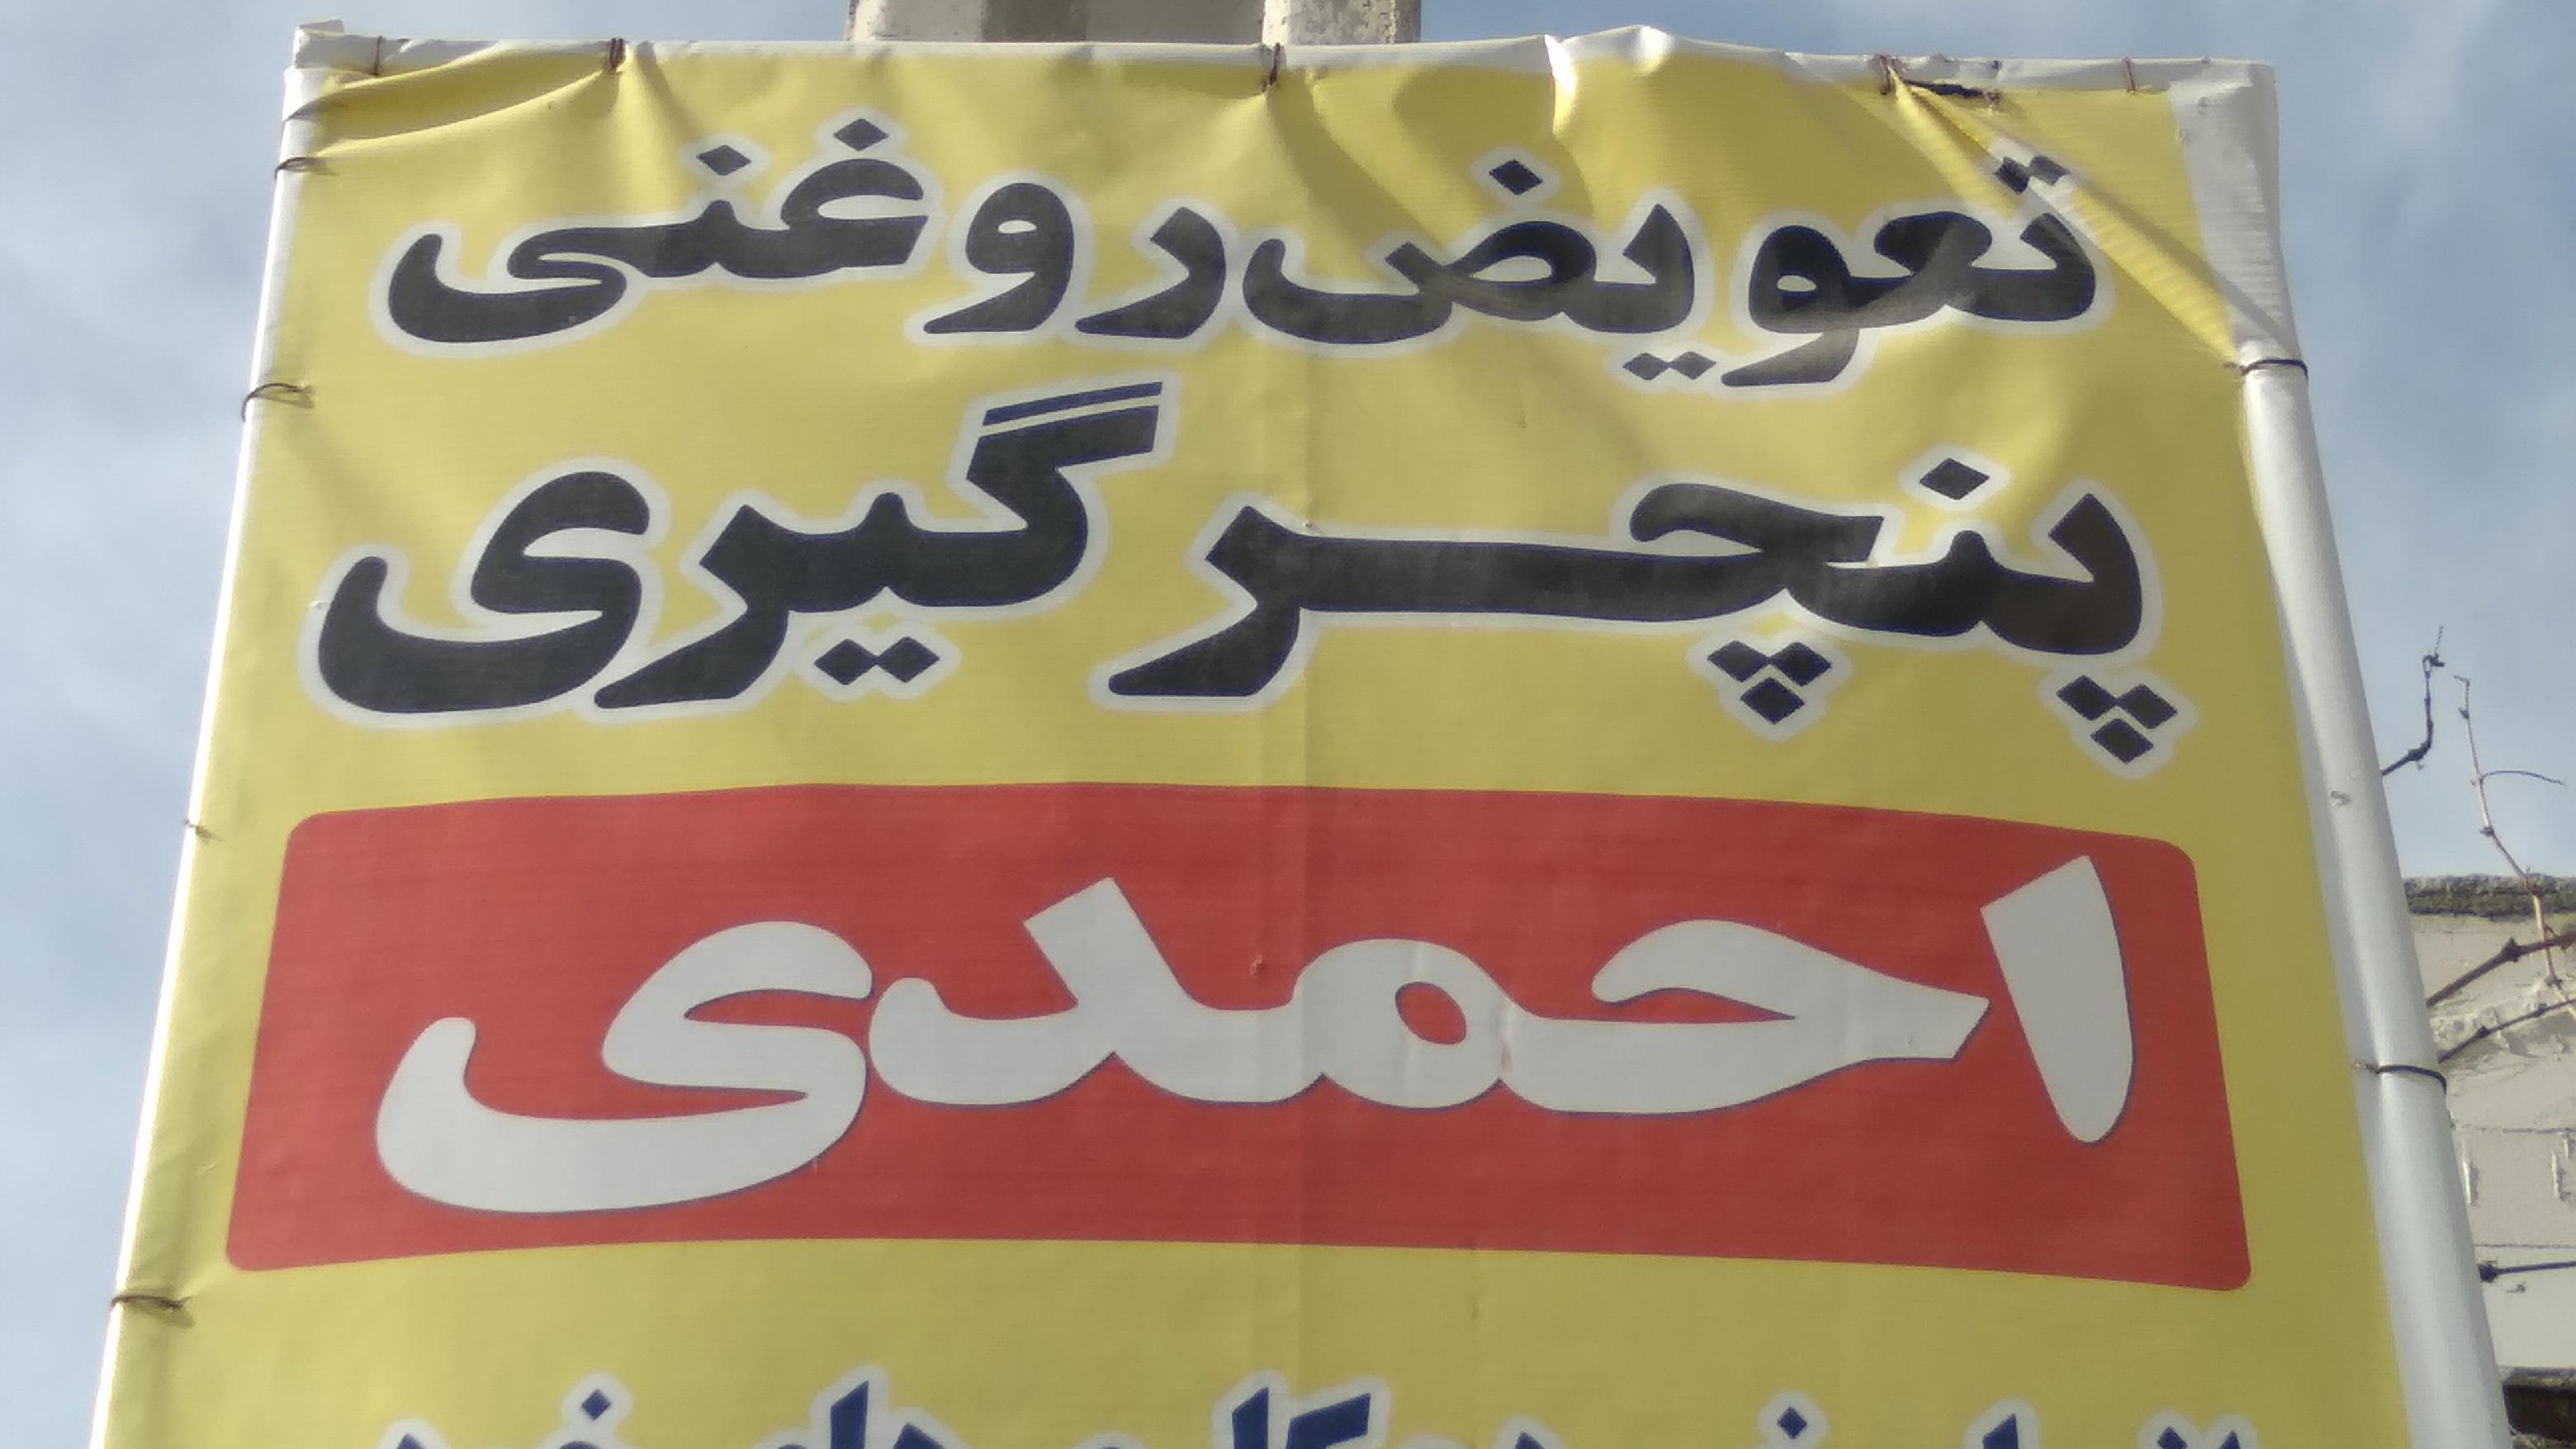 تعویض روغنی
پنچرگیری
احمدی